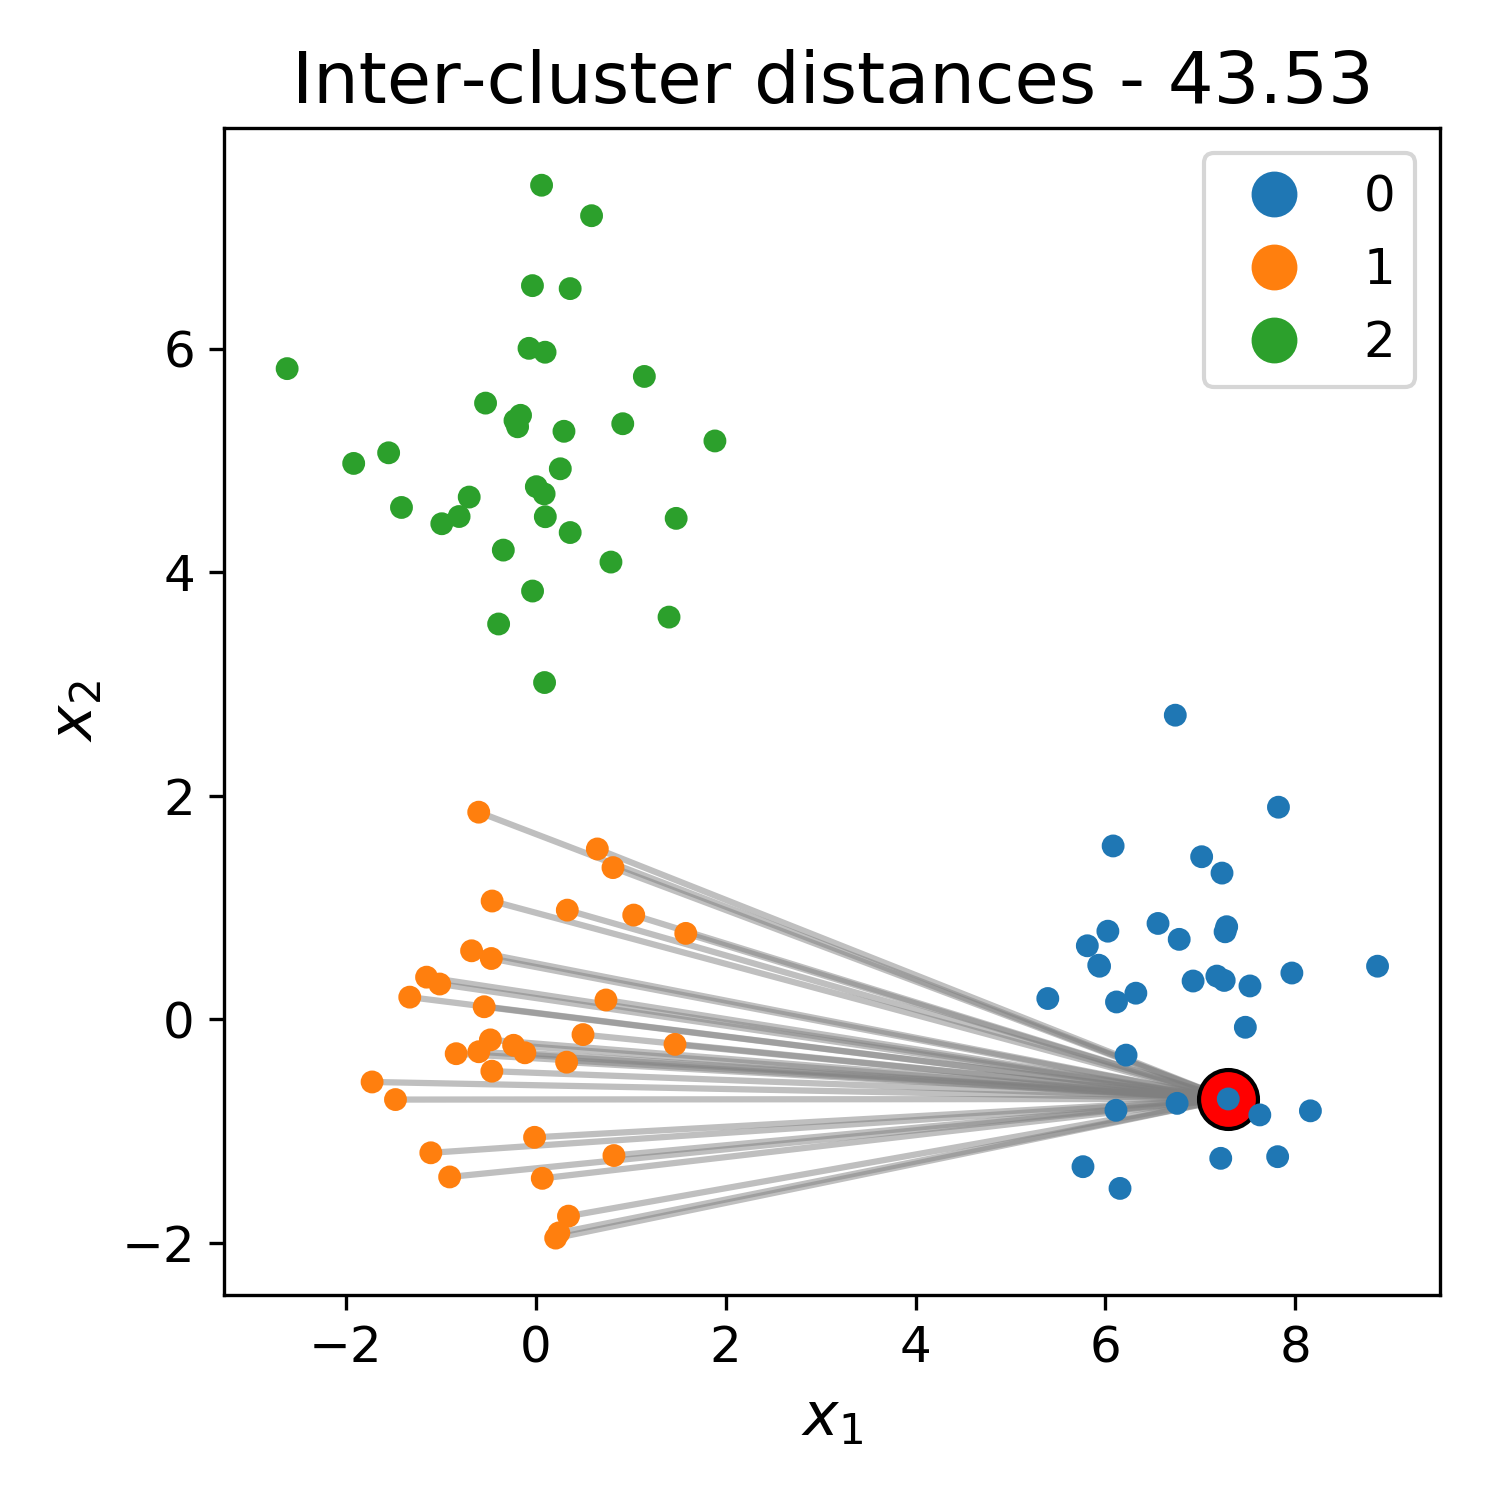 Inter-cluster distances - 43.53
0
1
2
6
4
2
0
−2
x₂
−2 0 2 4 6 8
x₁